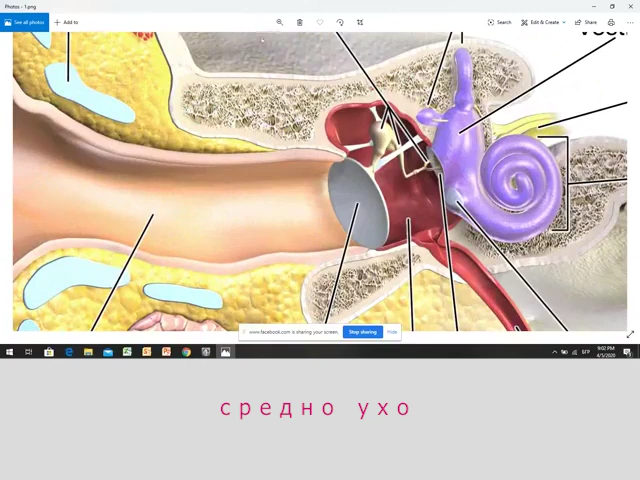 Photos - 1.png
See all photos
Add to
Search
Edit & Create
Share
www.facebook.com is sharing your screen.
Stop sharing
Hide
БГР
9:02 PM
4/5/2020
средно ухо